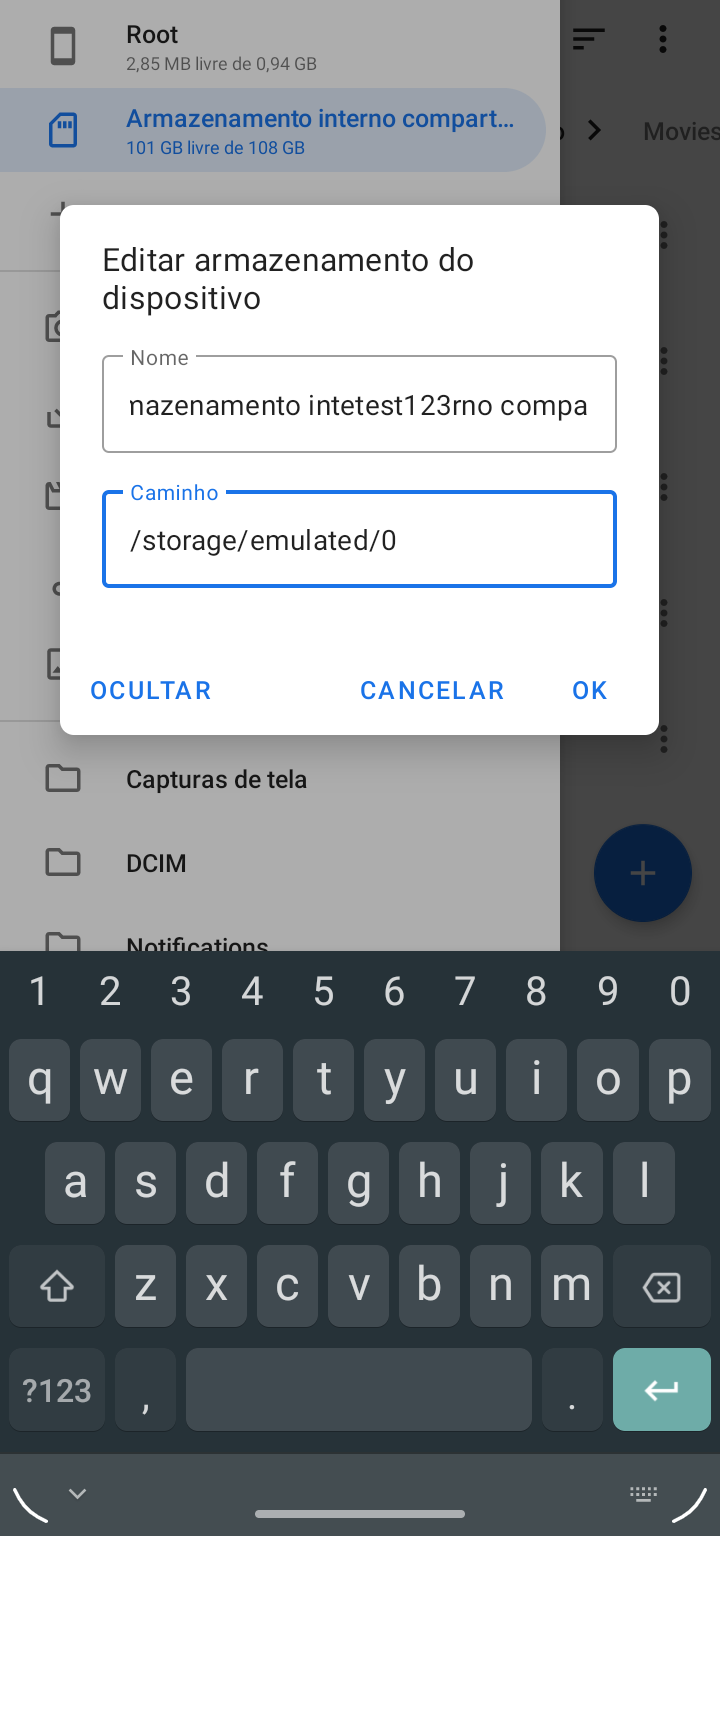 Root
2,85 MB livre de 0,94 GB
Armazenamento interno compart...
101 GB livre de 108 GB
Movies
Editar armazenamento do
dispositivo
Nome
nazenamento intetest123rno compa
Caminho
/storage/emulated/0
OCULTAR CANCELAR OK
Capturas de tela
DCIM
Notifications
1 2 3 4 5 6 7 8 9 0
q w e r t y u i o p
a s d f g h j k l
z x c v b n m
?123 , .